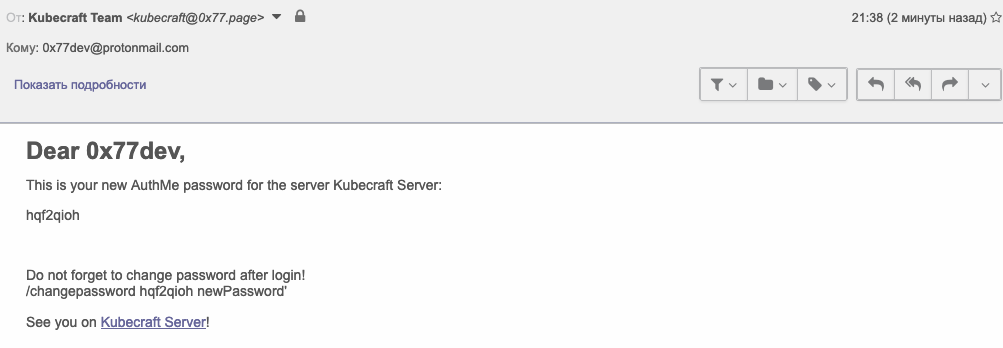 От: Kubecraft Team <kubecraft@0x77.page>
21:38 (2 минуты назад)
Кому: 0x77dev@protonmail.com
Показать подробности
Dear 0x77dev,
This is your new AuthMe password for the server Kubecraft Server:
hqf2qioh
Do not forget to change password after login!
/changepassword hqf2qioh newPassword'
See you on Kubecraft Server!